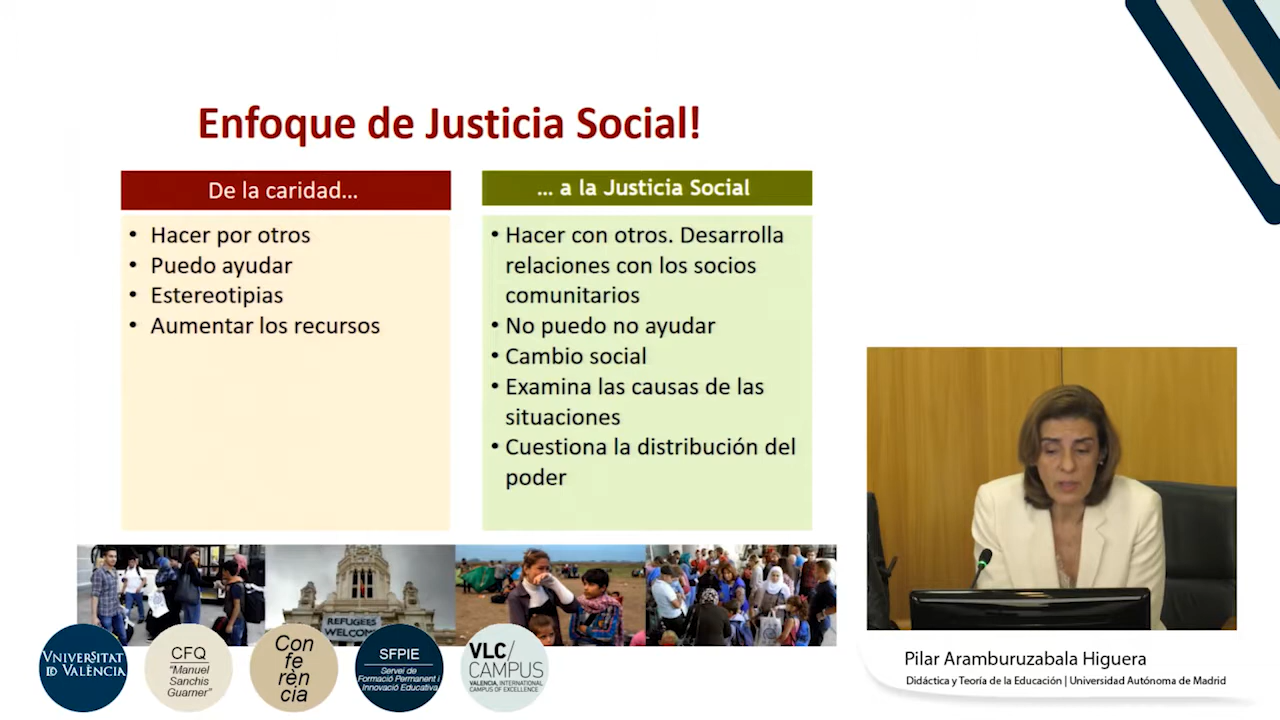 Enfoque de Justicia Social!
De la caridad...
• Hacer por otros
• Puedo ayudar
• Estereotipias
• Aumentar los recursos
... a la Justicia Social
• Hacer con otros. Desarrolla
relaciones con los socios
comunitarios
• No puedo no ayudar
• Cambio social
• Examina las causas de las
situaciones
• Cuestiona la distribución del
poder
REFUGEES
WELCOME
VNIVERSITAT
DE VALÈNCIA
CFQ
"Manuel
Sanchis
Guarner"
Con
fe
rèn
cia
SFPIE
Servei de
Formació Permanent i
Innovació Educativa
VLC/
CAMPUS
VALENCIA, INTERNATIONAL
CAMPUS OF EXCELLENCE
Pilar Aramburuzabala Higuera
Didáctica y Teoría de la Educación | Universidad Autónoma de Madrid